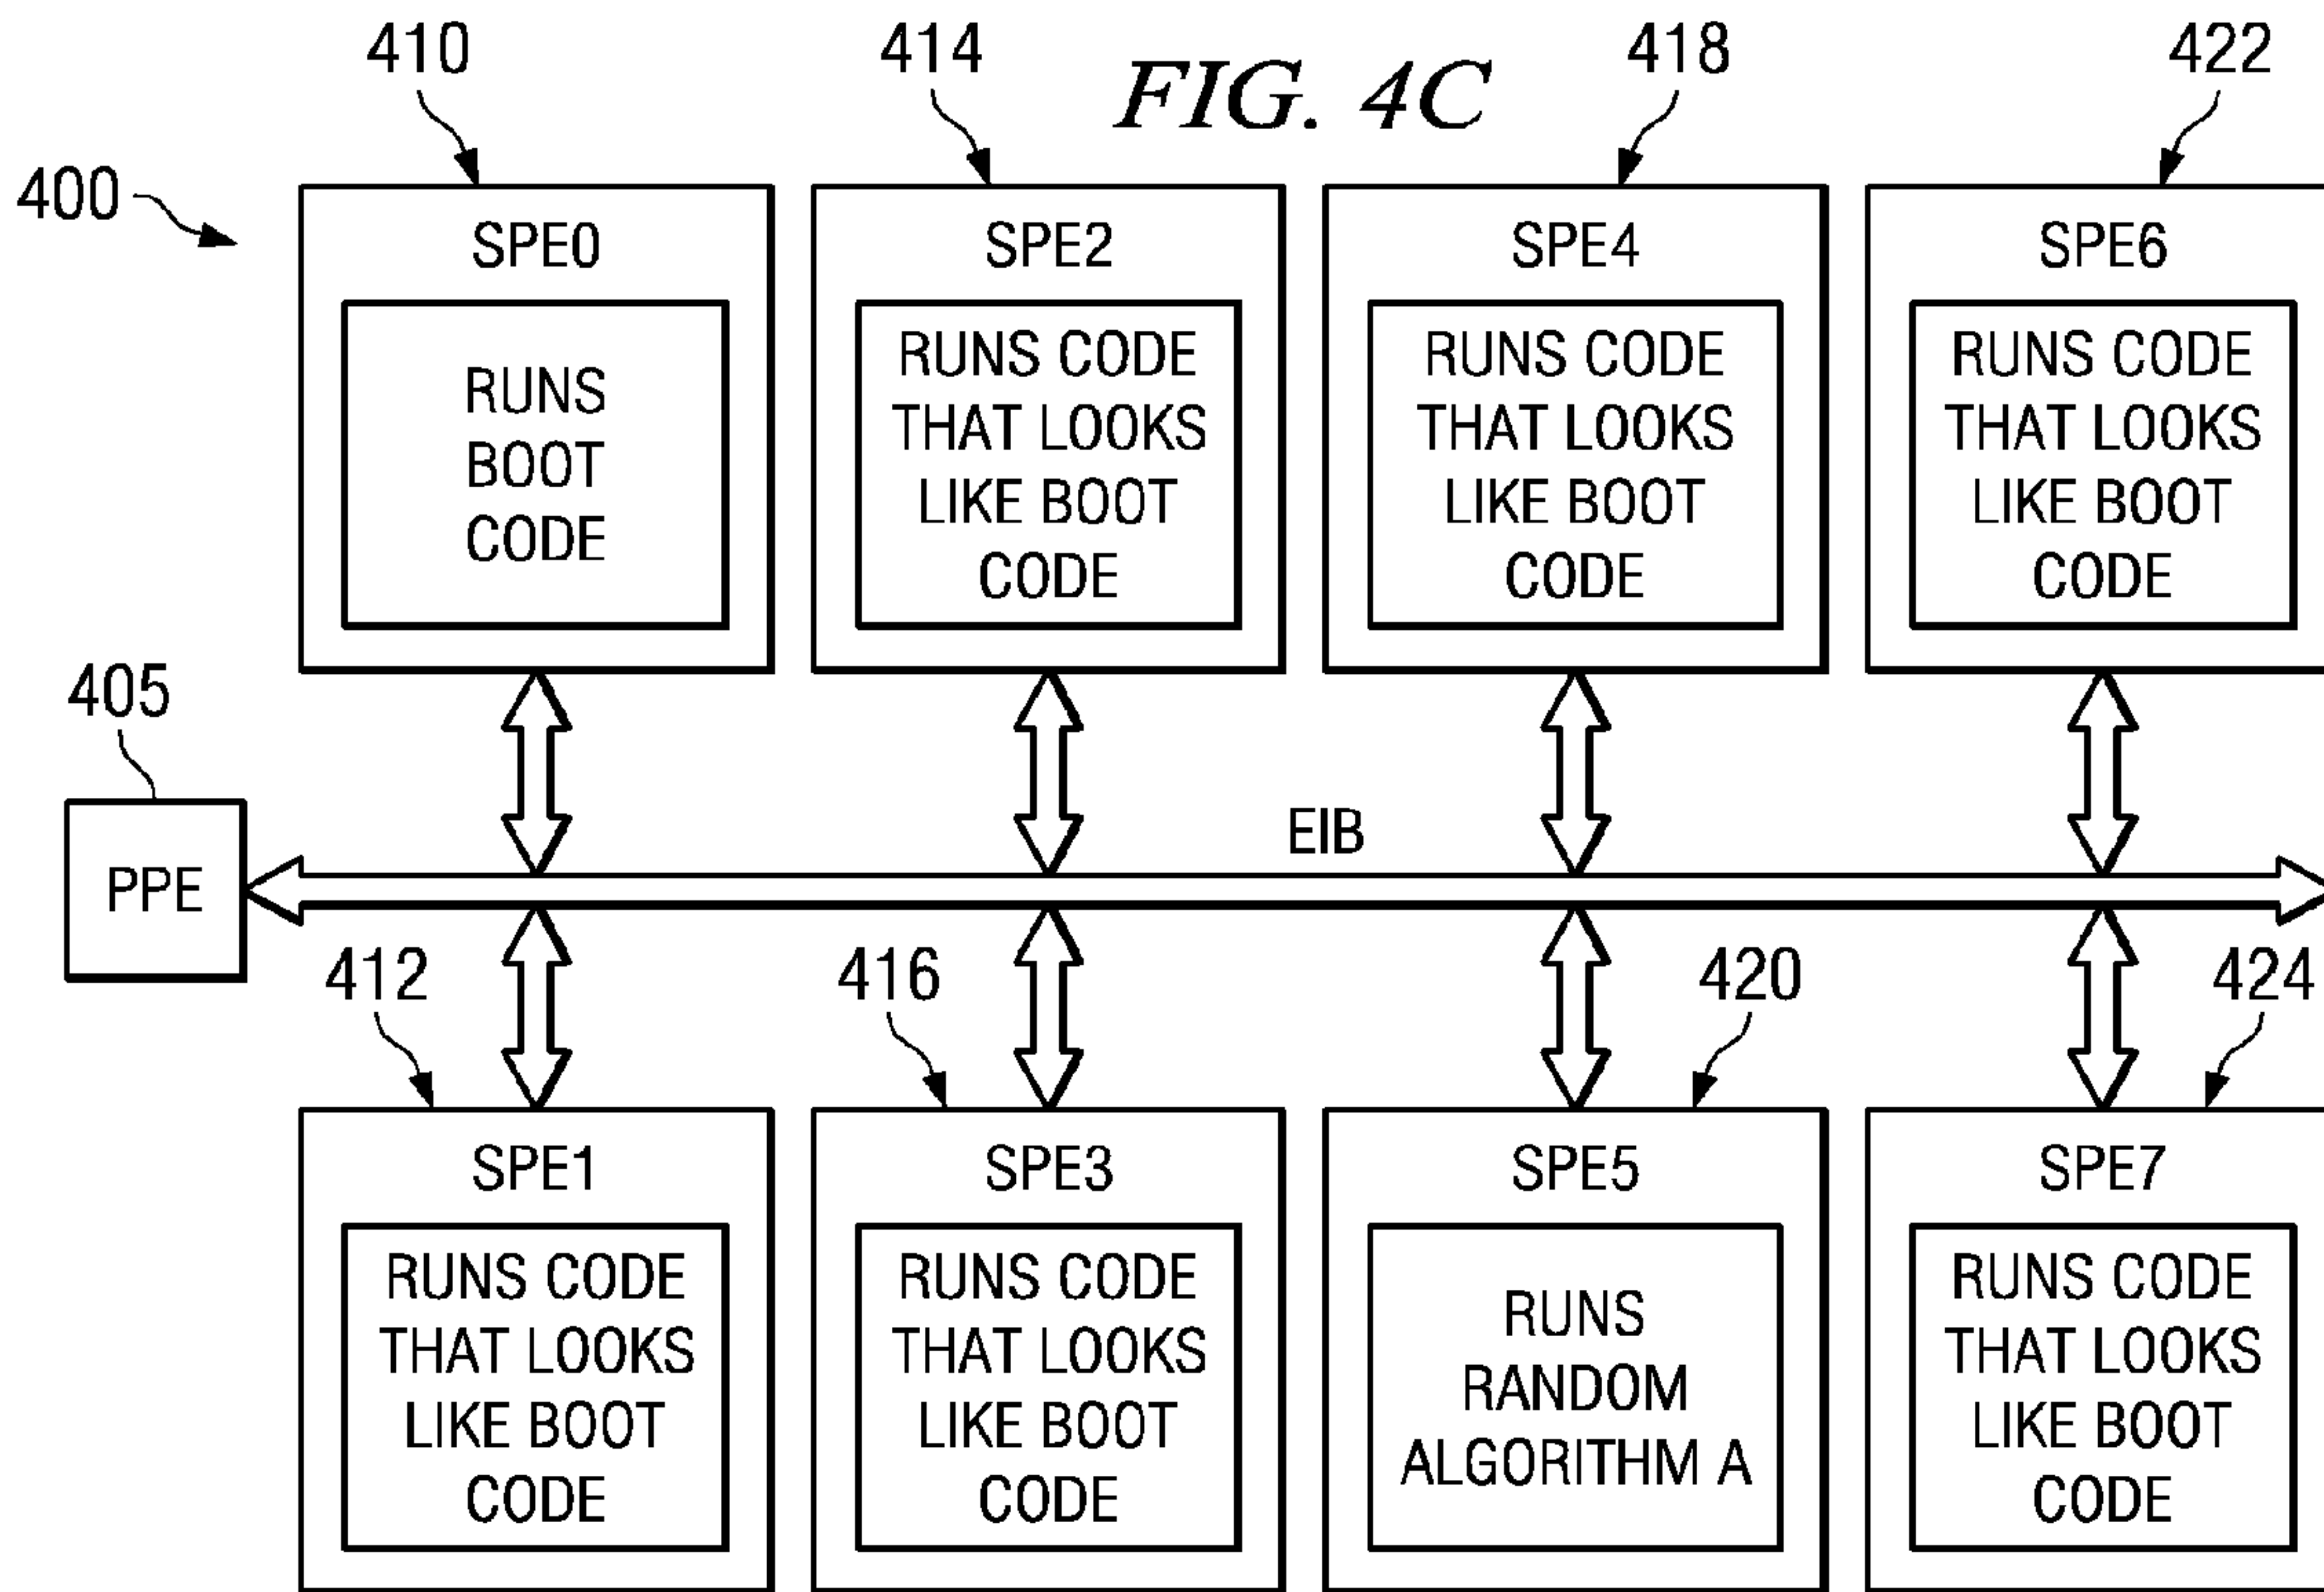 410
414
FIG. 4C
418
422
400
SPE0
RUNS
BOOT
CODE
SPE2
RUNS CODE
THAT LOOKS
LIKE BOOT
CODE
SPE4
RUNS CODE
THAT LOOKS
LIKE BOOT
CODE
SPE6
RUNS CODE
THAT LOOKS
LIKE BOOT
CODE
405
PPE
EIB
412
416
420
424
SPE1
RUNS CODE
THAT LOOKS
LIKE BOOT
CODE
SPE3
RUNS CODE
THAT LOOKS
LIKE BOOT
CODE
SPE5
RUNS
RANDOM
ALGORITHM A
SPE7
RUNS CODE
THAT LOOKS
LIKE BOOT
CODE